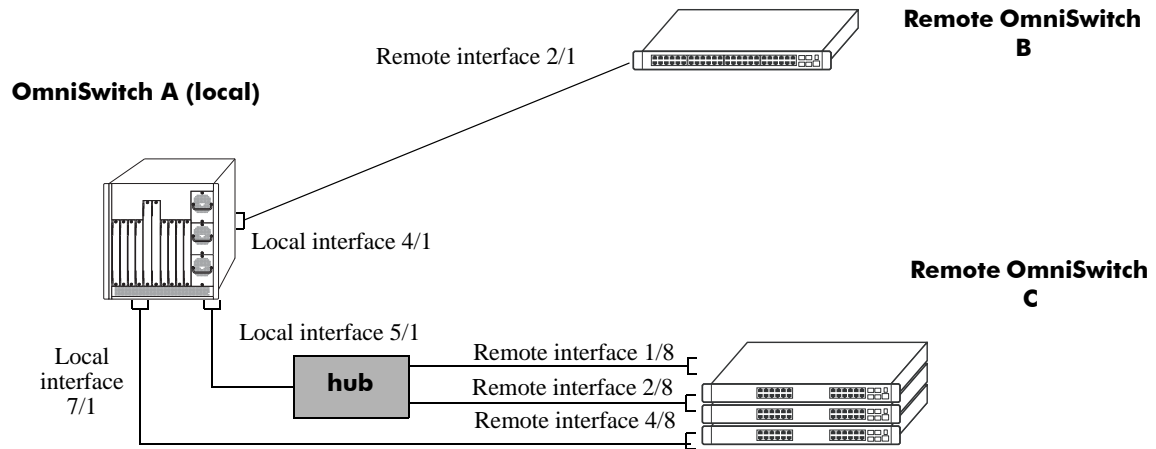 Remote OmniSwitch
B
Remote interface 2/1
OmniSwitch A (local)
Local interface 4/1
Remote OmniSwitch
C
Local interface 5/1
Local
interface
7/1
hub
Remote interface 1/8
Remote interface 2/8
Remote interface 4/8